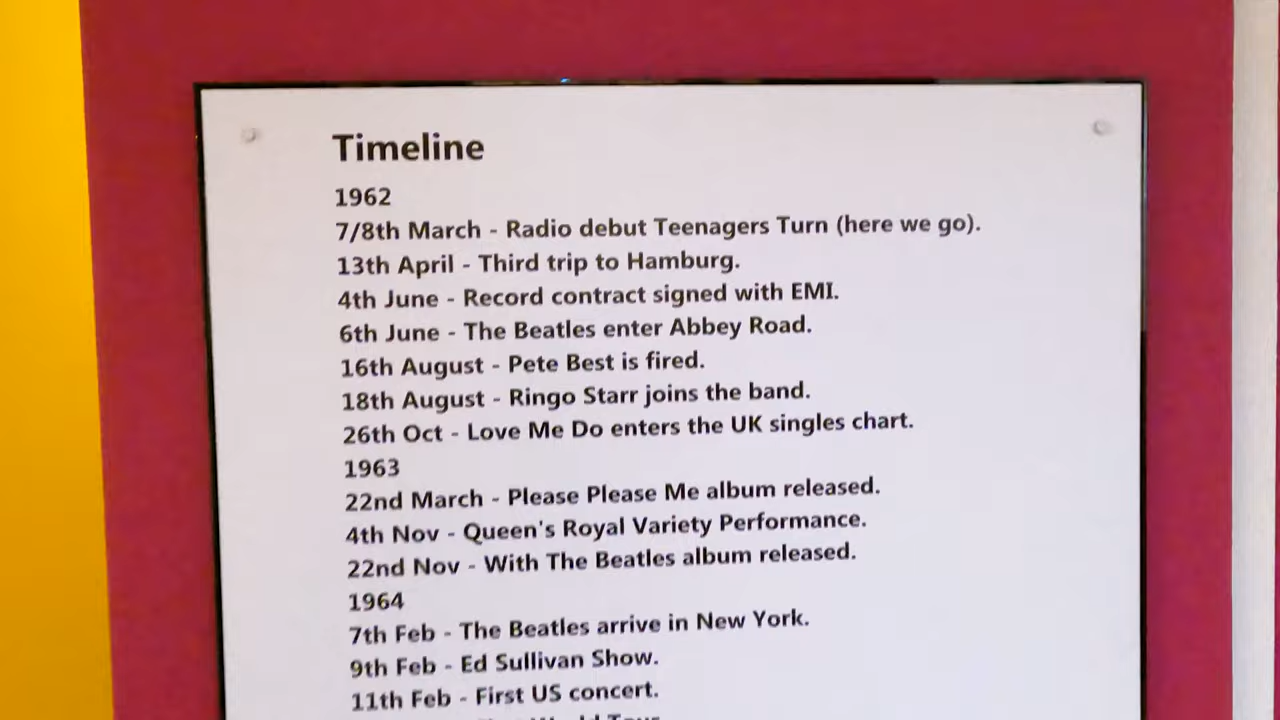 Timeline
1962
7/8th March - Radio debut Teenagers Turn (here we go).
13th April - Third trip to Hamburg.
4th June - Record contract signed with EMI.
6th June - The Beatles enter Abbey Road.
16th August - Pete Best is fired.
18th August - Ringo Starr joins the band.
26th Oct - Love Me Do enters the UK singles chart.
1963
22nd March - Please Please Me album released.
4th Nov - Queen's Royal Variety Performance.
22nd Nov - With The Beatles album released.
1964
7th Feb - The Beatles arrive in New York.
9th Feb - Ed Sullivan Show.
11th Feb - First US concert.
World Tour